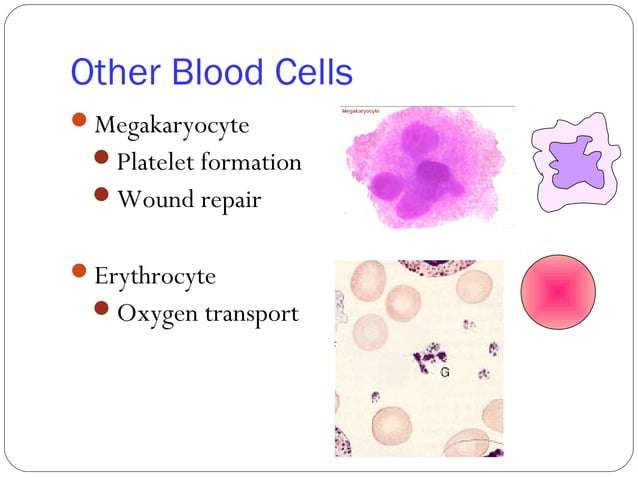 Other Blood Cells
Megakaryocyte
Platelet formation
Wound repair
Erythrocyte
Oxygen transport
Megakaryocyte
G